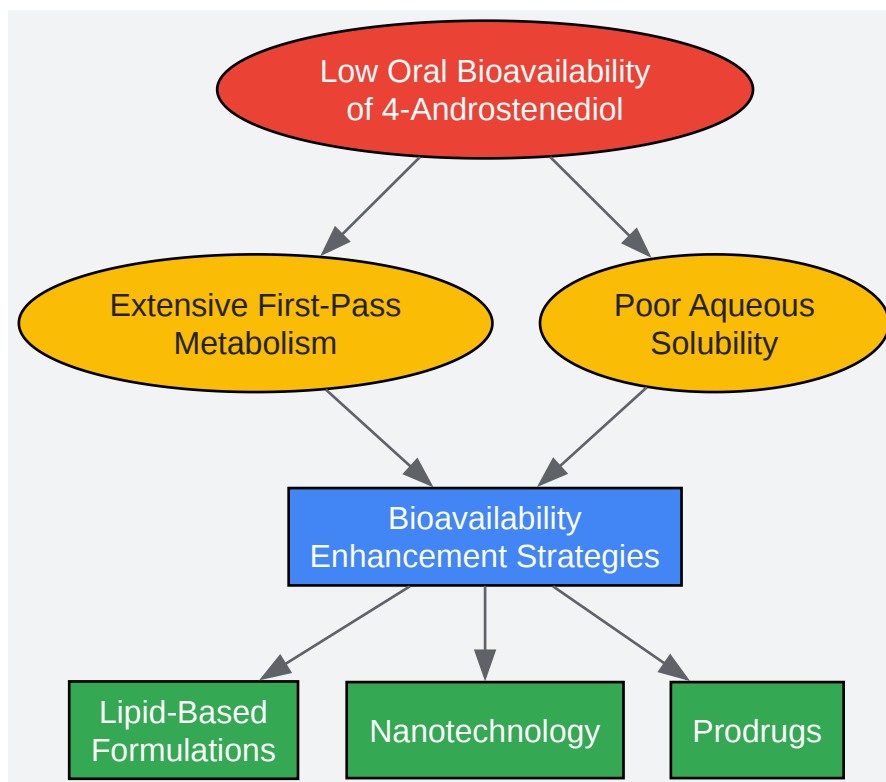 Low Oral Bioavailability
of 4-Androstenediol
Extensive First-Pass
Metabolism
Poor Aqueous
Solubility
Bioavailability
Enhancement Strategies
Lipid-Based
Formulations
Nanotechnology
Prodrugs